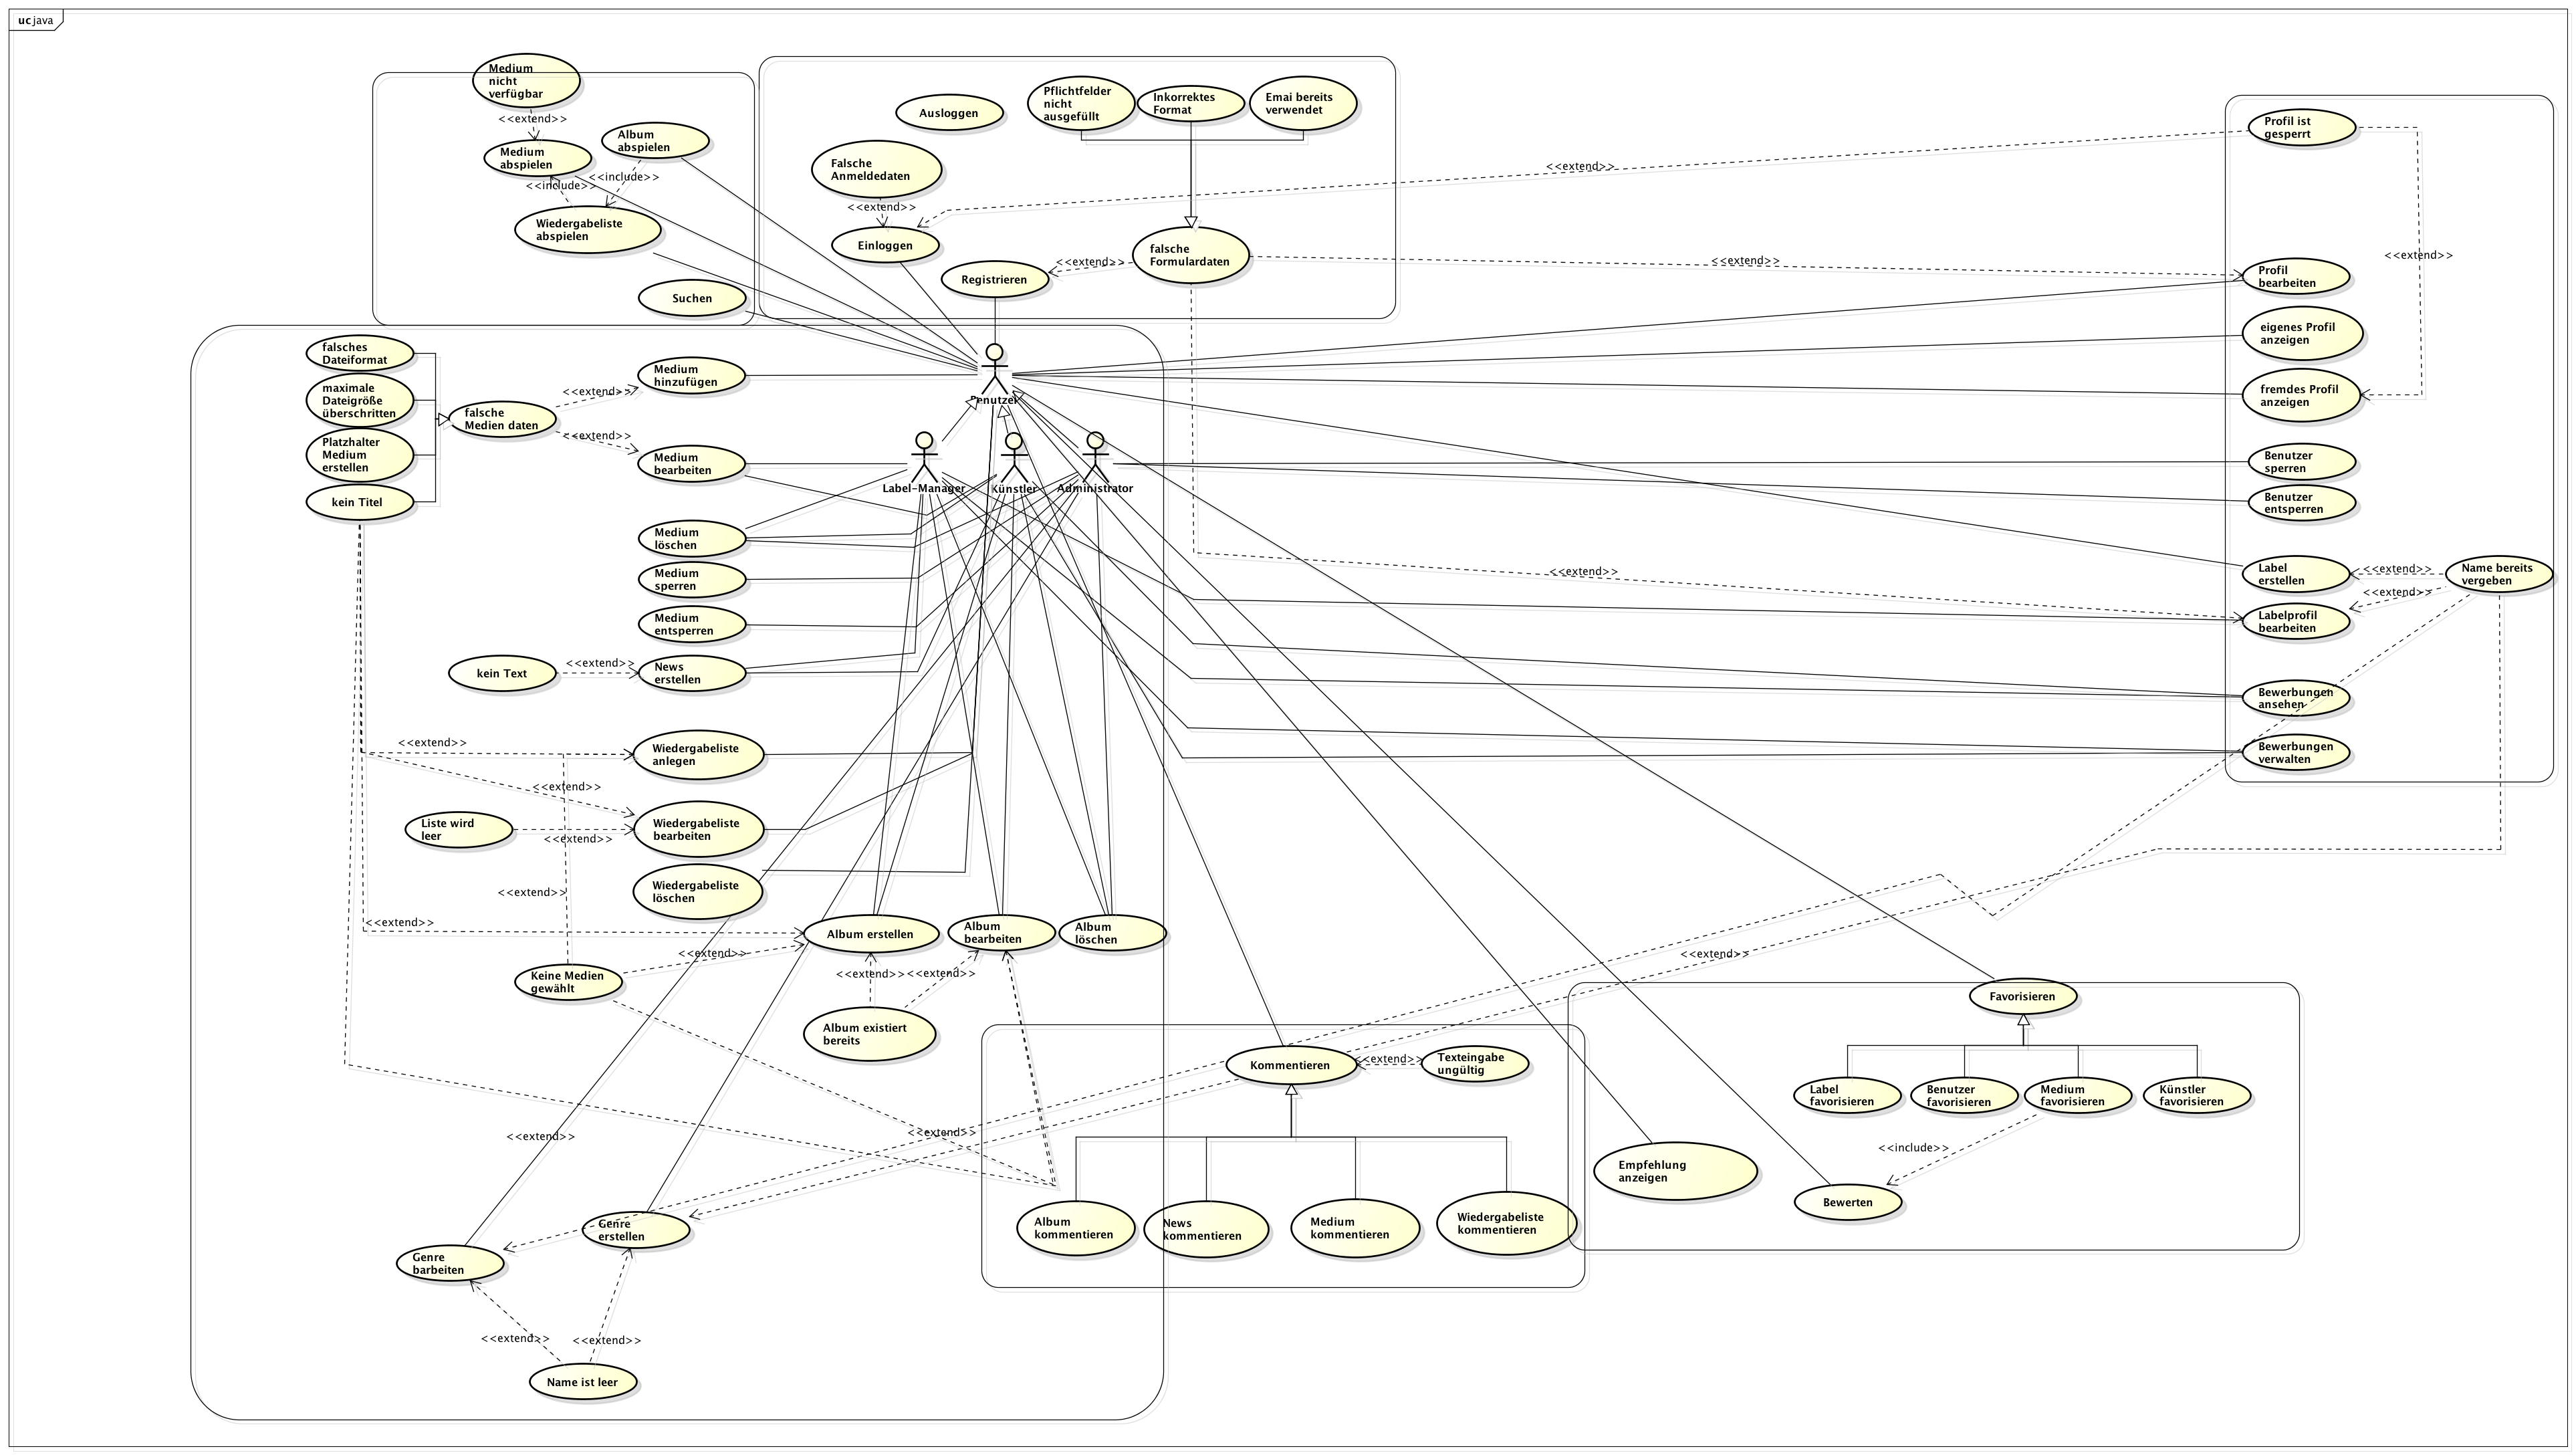 uc java
Medium
nicht
verfügbar
<<extend>>
Medium
abspielen
Album
abspielen
<<include>>
<<include>>
Wiedergabeliste
abspielen
Suchen
Ausloggen
Pflichtfelder
nicht
ausgefüllt
Inkorrektes
Format
Emai bereits
verwendet
Falsche
Anmeldedaten
<<extend>>
Einloggen
Registrieren
<<extend>>
falsche
Formulardaten
<<extend>>
<<extend>>
<<extend>>
Profil ist
gesperrt
<<extend>>
Profil
bearbeiten
eigenes Profil
anzeigen
fremdes Profil
anzeigen
Benutzer
sperren
Benutzer
entsperren
Label
erstellen
<<extend>>
Name bereits
vergeben
<<extend>>
Labelprofil
bearbeiten
Bewerbungen
ansehen
Bewerbungen
verwalten
Benutzer
Label-Manager
Künstler
Administrator
falsches
Dateiformat
maximale
Dateigröße
überschritten
Platzhalter
Medium
erstellen
kein Titel
falsche
Medien daten
<<extend>>
<<extend>>
Medium
hinzufügen
Medium
bearbeiten
Medium
löschen
Medium
sperren
Medium
entsperren
kein Text
<<extend>>
News
erstellen
<<extend>>
Wiedergabeliste
anlegen
<<extend>>
Liste wird
leer
<<extend>>
Wiedergabeliste
bearbeiten
<<extend>>
Wiedergabeliste
löschen
<<extend>>
Album erstellen
Album
bearbeiten
Album
löschen
Keine Medien
gewählt
<<extend>>
<<extend>>
<<extend>>
Album existiert
bereits
<<extend>>
<<extend>>
<<extend>>
Genre
erstellen
Genre
barbeiten
<<extend>>
<<extend>>
Name ist leer
Kommentieren
<<extend>>
Texteingabe
ungültig
Album
kommentieren
News
kommentieren
Medium
kommentieren
Wiedergabeliste
kommentieren
Favorisieren
Label
favorisieren
Benutzer
favorisieren
Medium
favorisieren
Künstler
favorisieren
<<include>>
Empfehlung
anzeigen
Bewerten